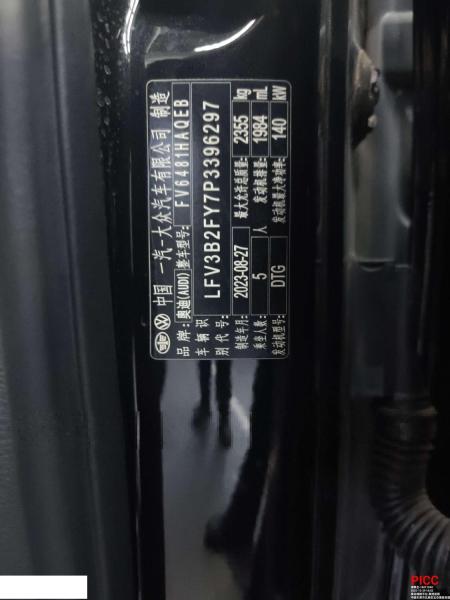 中国 一汽-大众汽车有限公司 制造
品牌: 奥迪(AUDI) 整车型号: FV6481HAQEB
车辆识别代号: LFV3B2FY7P3396297
制造年月: 2023-08-27 最大允许总质量: 2355 kg
乘坐人数: 5 人 发动机排量: 1984 mL
发动机型号: DTG 发动机最大净功率: 140 kW
PICC